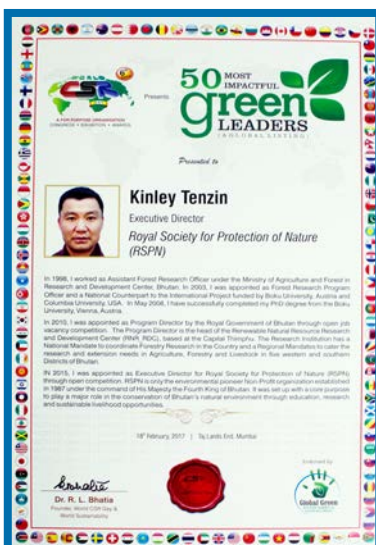 WORLD
CSR
A FOR PURPOSE ORGANISATION
CONGRESS • EXHIBITION • AWARDS
Presents
50 MOST
IMPACTFUL
green
LEADERS
(A GLOBAL LISTING)
Presented to
Kinley Tenzin
Executive Director
Royal Society for Protection of Nature
(RSPN)
In 1998, I worked as Assistant Forest Research Officer under the Ministry of Agriculture and Forest in
Research and Development Center, Bhutan. In 2003, I was appointed as Forest Research Program
Officer and a National Counterpart to the International Project funded by Boku University, Austria and
Columbia University, USA. In May 2008, I have successfully completed my PhD degree from the Boku
University, Vienna, Austria.
In 2010, I was appointed as Program Director by the Royal Government of Bhutan through open job
vacancy competition. The Program Director is the head of the Renewable Natural Resource Research
and Development Center (RNR, RDC), based at the Capital Thimphu. The Research Institution has a
National Mandate to coordinate Forestry Research in the Country and a Regional Mandates to cater the
research and extension needs in Agriculture, Forestry and Livestock in five western and southern
Districts of Bhutan.
IN 2015, I was appointed as Executive Director for Royal Society for Protection of Nature (RSPN)
through open competition. RSPN is only the environmental pioneer Non-Profit organization established
in 1987 under the command of His Majesty the Fourth King of Bhutan. It was set up with a core purpose
to play a major role in the conservation of Bhutan's natural environment through education, research
and sustainable livelihood opportunities.
18th February, 2017 | Taj Lands End, Mumbai
Dr. R. L. Bhatia
Founder, World CSR Day &
World Sustainability
Endorsed by
Global Green